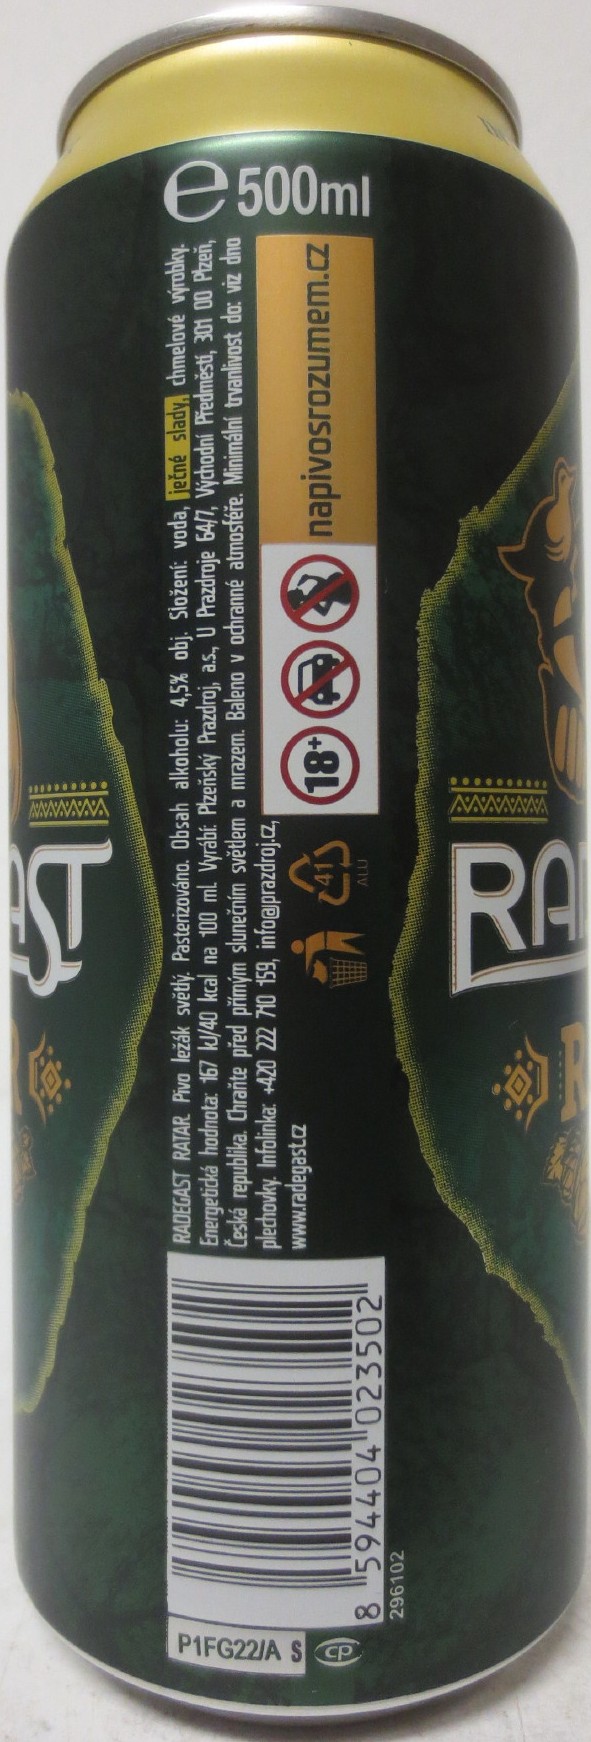 e 500ml
RADEGAST RATAR Pivo ležák světlý. Pasterizováno. Obsah alkoholu: 4,5% obj. Složení: voda, ječné slady, chmelové výrobky.
Energetická hodnota: 167 kJ/40 kcal na 100 ml. Vyrábí: Plzeňský Prazdroj, a.s., U Prazdroje 64/7, Východní Předměstí, 301 00 Plzeň,
Česká republika. Chraňte před přímým slunečním světlem a mrazem. Baleno v ochranné atmosféře. Minimální trvanlivost do: viz dno
plechovky. Infolinka: +420 222 710 159, info@prazdroj.cz,
www.radegast.cz
18+
napivosrozumem.cz
41
ALU
8 594404 023502
296102
P1FG22/A S
CP
AST
R
RAD
R